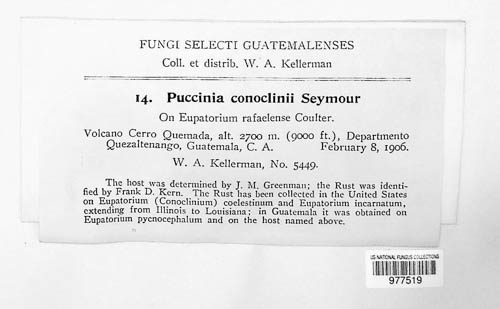 FUNGI SELECTI GUATEMALENSES
Coll. et distrib. W. A. Kellerman
14. Puccinia conoclinii Seymour
On Eupatorium rafaelense Coulter.
Volcano Cerro Quemada, alt. 2700 m. (9000 ft.), Departmento
Quezaltenango, Guatemala, C. A. February 8, 1906.
W. A. Kellerman, No. 5449.
The host was determined by J. M. Greenman; the Rust was identi-
fied by Frank D. Kern. The Rust has been collected in the United States
on Eupatorium (Conoclinium) coelestinum and Eupatorium incarnatum,
extending from Illinois to Louisiana; in Guatemala it was obtained on
Eupatorium pycnocephalum and on the host named above.
US NATIONAL FUNGUS COLLECTIONS
977519